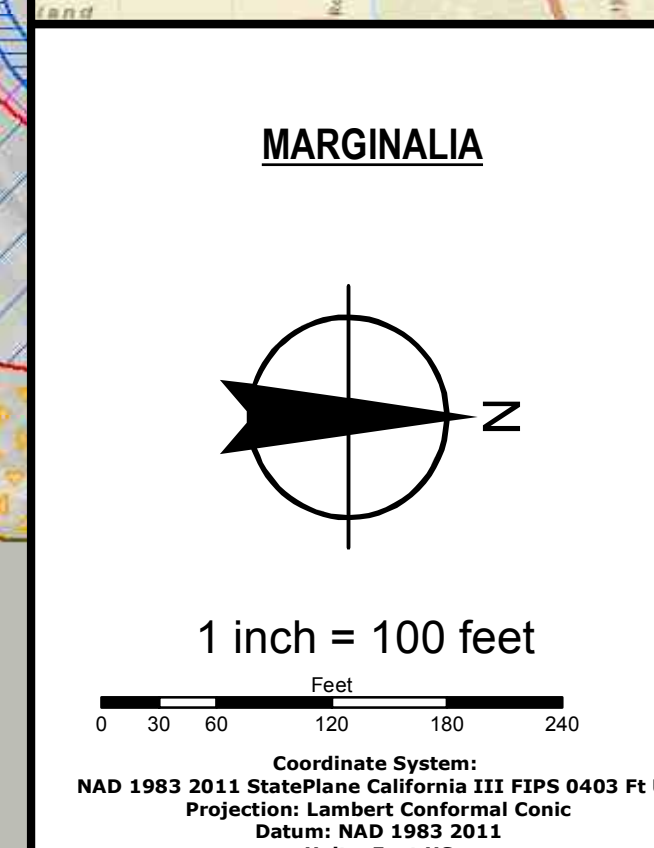 land
MARGINALIA
N
1 inch = 100 feet
Feet
0 30 60 120 180 240
Coordinate System:
NAD 1983 2011 StatePlane California III FIPS 0403 Ft
Projection: Lambert Conformal Conic
Datum: NAD 1983 2011